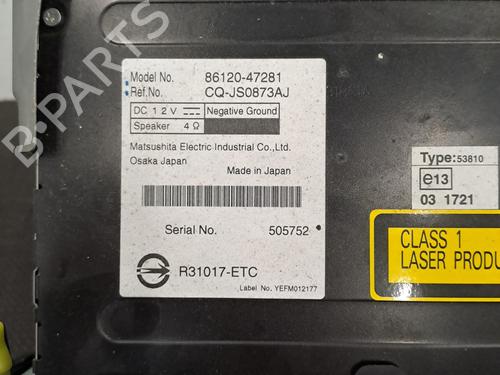 B-PARTS
Model No. 86120-47281
Ref.No. CQ-JS0873AJ
DC 12V Negative Ground
Speaker 4Ω
Matsushita Electric Industrial Co., Ltd.
Osaka Japan
Made in Japan
Serial No. 505752
R31017-ETC
Label No. YEFM012177
Type:53810
e13
03 1721
CLASS 1
LASER PRODU